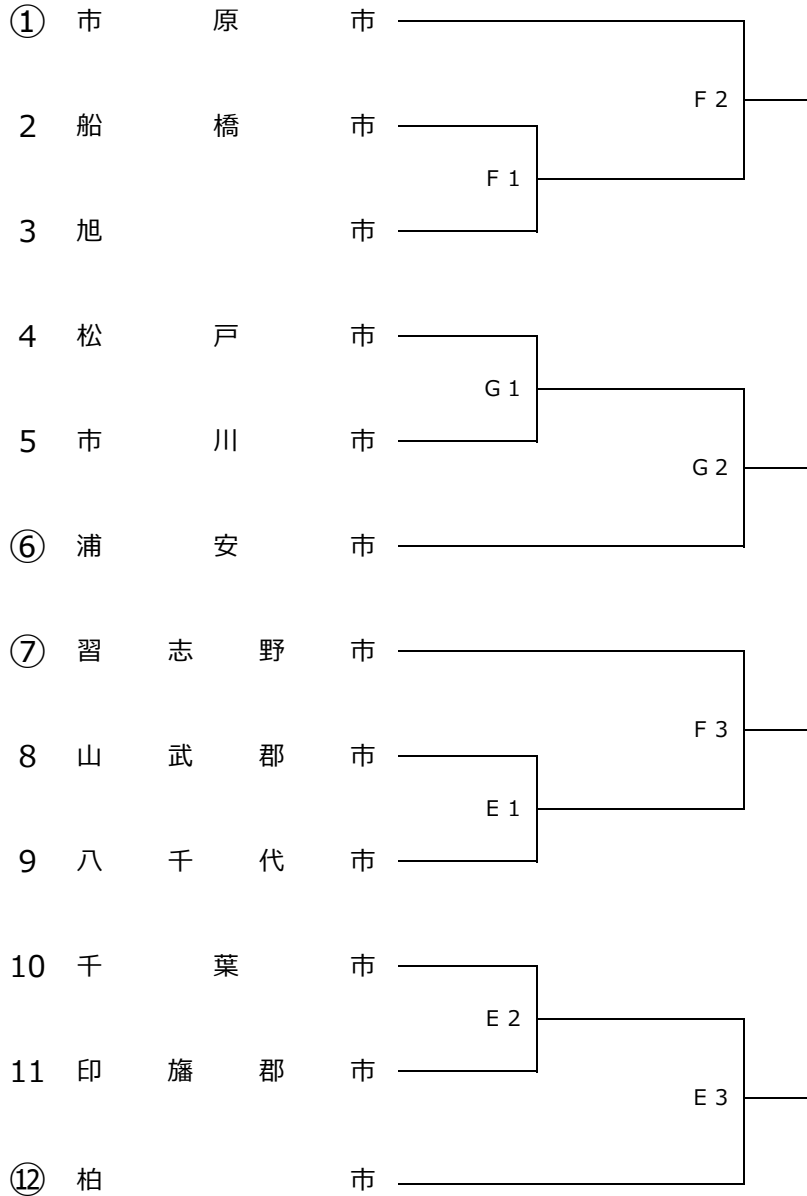 ① 市原市
F 2
2 船橋市
F 1
3 旭市
4 松戸市
G 1
5 市川市
G 2
⑥ 浦安市
⑦ 習志野市
F 3
8 山武郡市
E 1
9 八千代市
10 千葉市
E 2
11 印旛郡市
E 3
⑫ 柏市